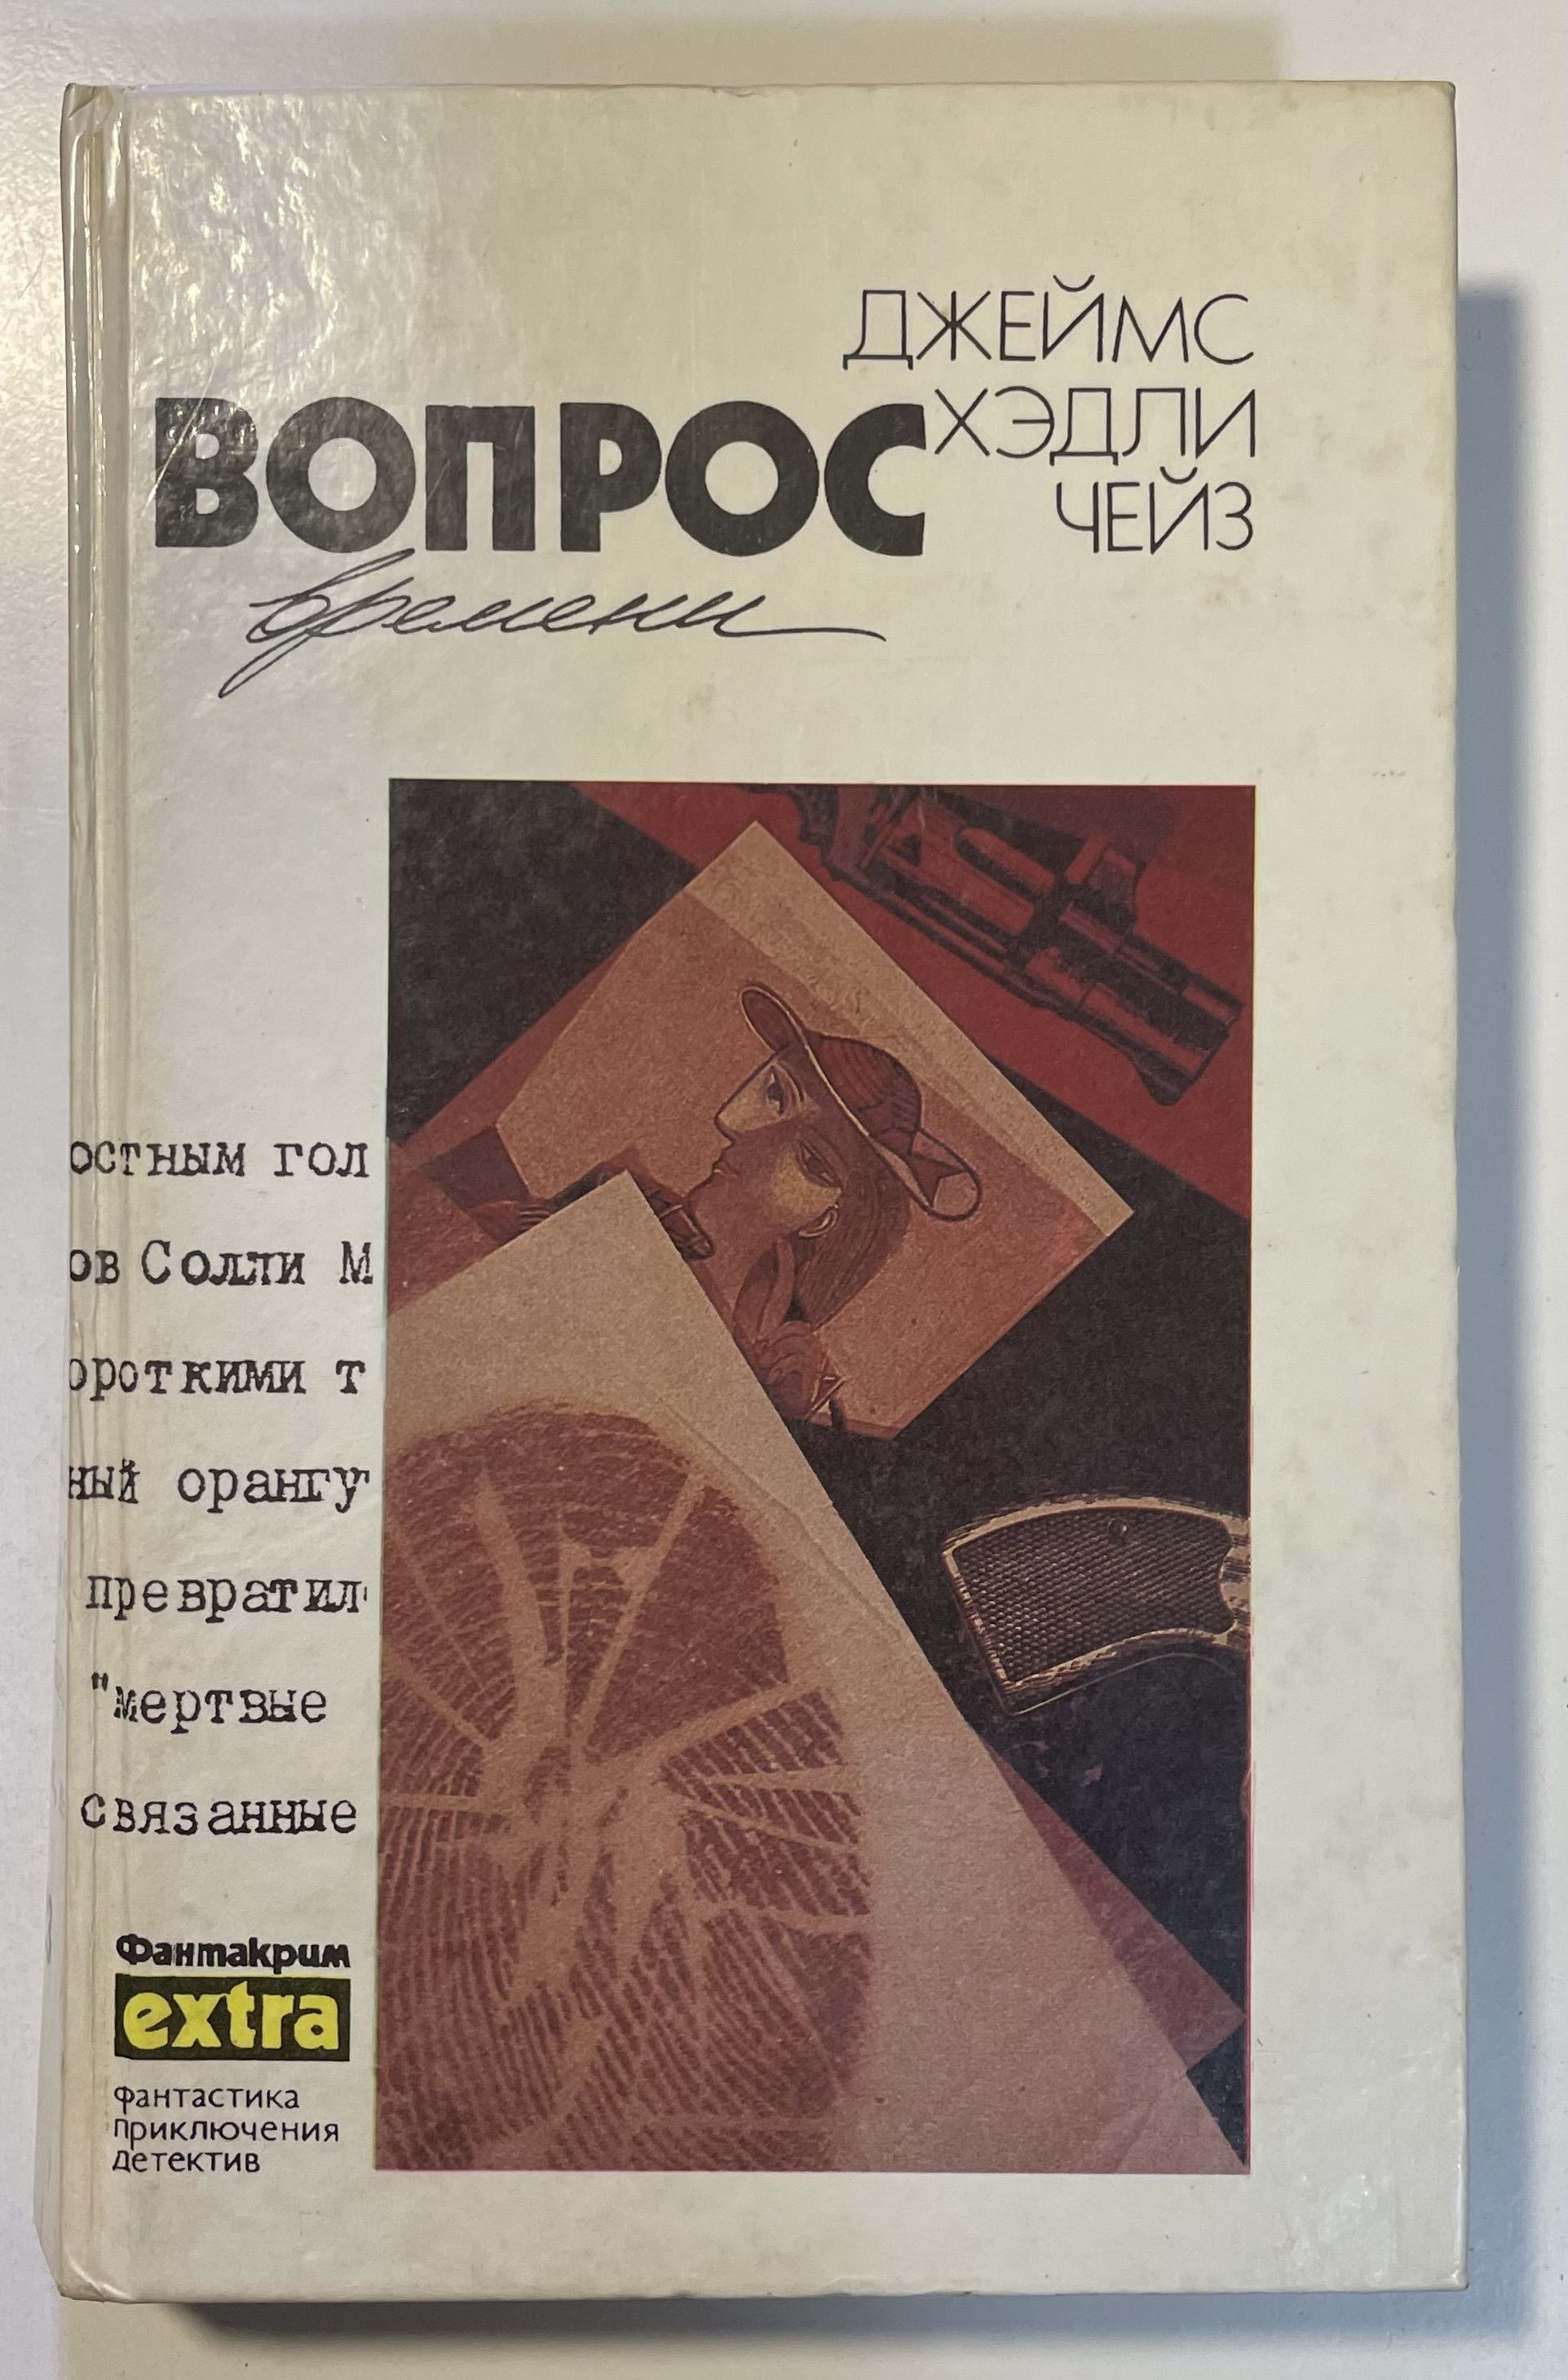 ДЖЕЙМС
ХЭДЛИ
ЧЕЙЗ
ВОПРОС
времени
остным гол
ов Солли М
ороткими т
ный орангу
превратил
"мертвые
связанные
Фантакрим
extra
фантастика
приключения
детектив